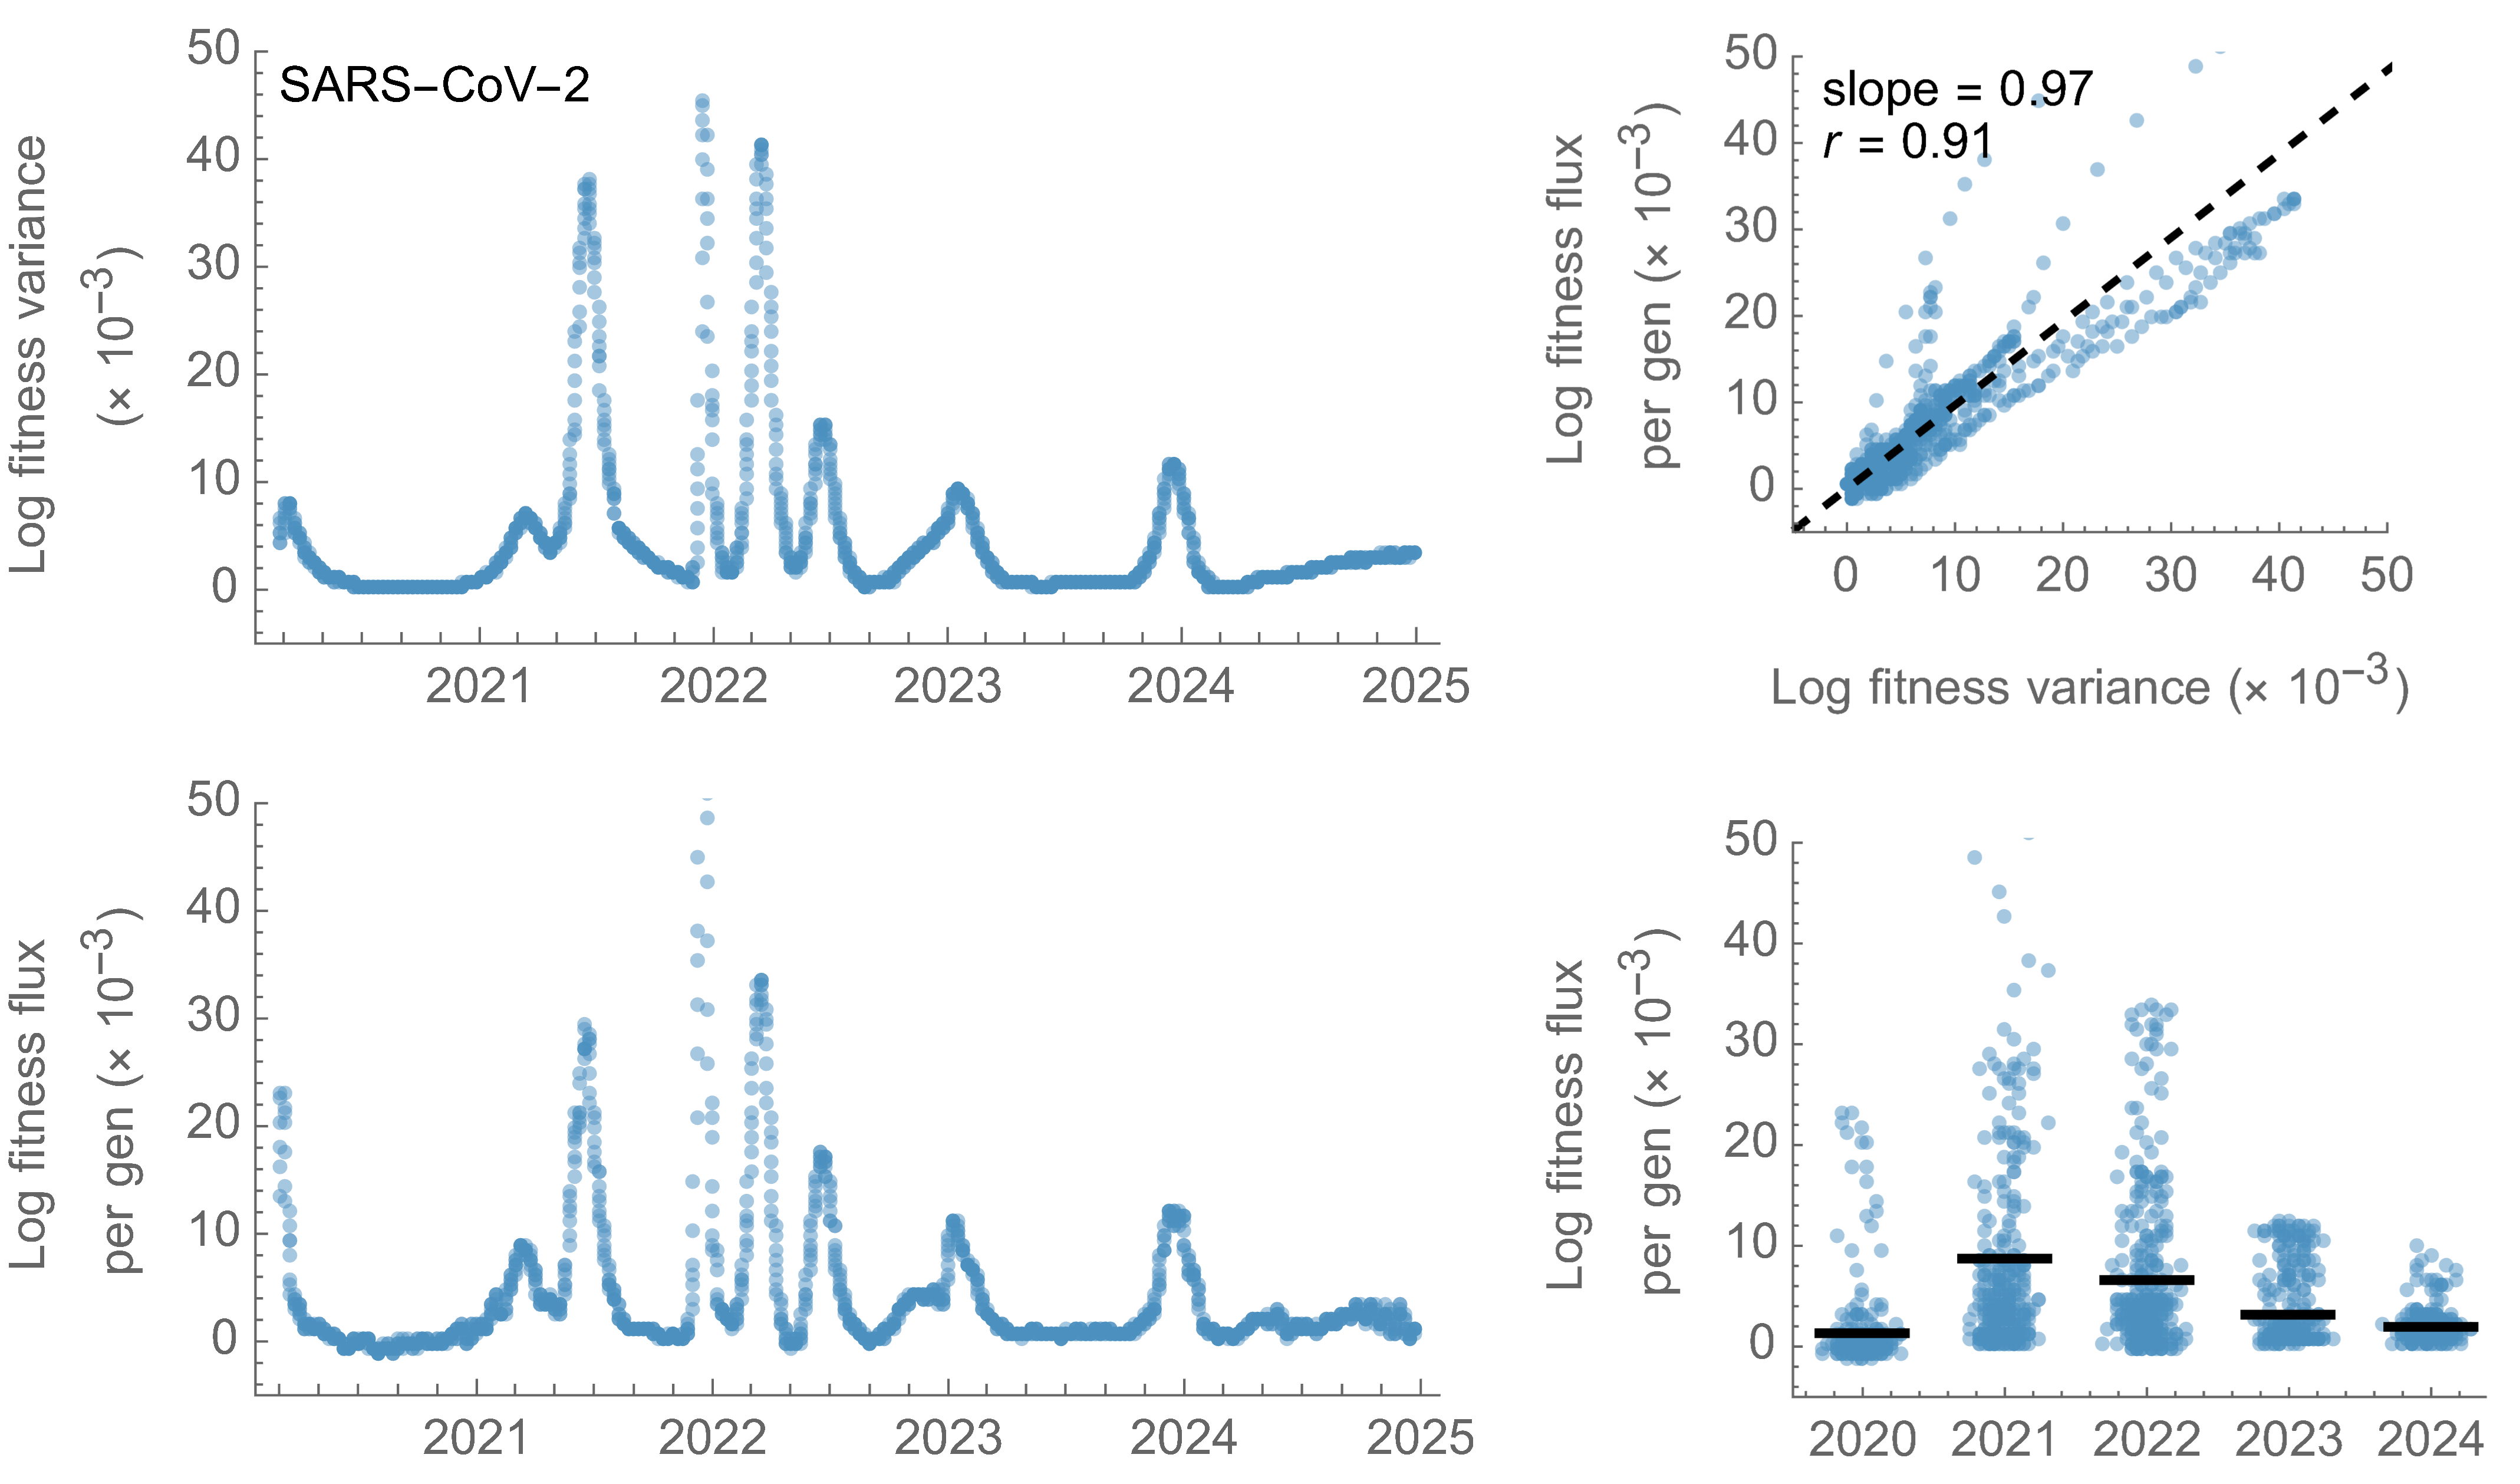 SARS−CoV−2
Log fitness variance
(× 10−3)
50
40
30
20
10
0
2021 2022 2023 2024 2025
slope = 0.97
r = 0.91
Log fitness flux
per gen (× 10−3)
50
40
30
20
10
0
0 10 20 30 40 50
Log fitness variance (× 10−3)
Log fitness flux
per gen (× 10−3)
50
40
30
20
10
0
2021 2022 2023 2024 2025
Log fitness flux
per gen (× 10−3)
50
40
30
20
10
0
2020 2021 2022 2023 2024